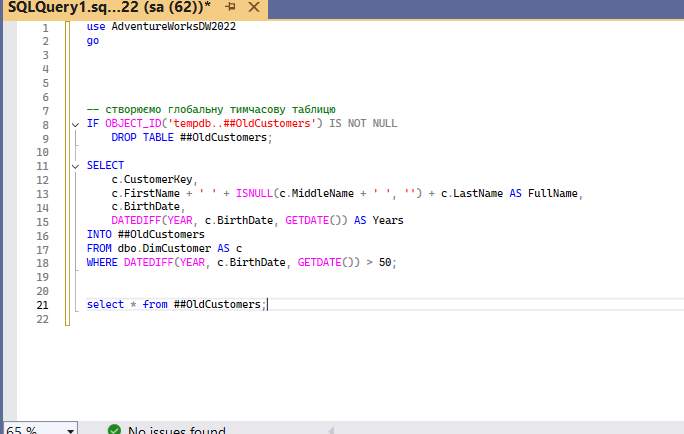 SQLQuery1.sq...22 (sa (62))*
1 use AdventureWorksDW2022
2 go
3
4
5
6
7 -- створюємо глобальну тимчасову таблицю
8 IF OBJECT_ID('tempdb..##OldCustomers') IS NOT NULL
9 DROP TABLE ##OldCustomers;
10
11 SELECT
12 c.CustomerKey,
13 c.FirstName + ' ' + ISNULL(c.MiddleName + ' ', '') + c.LastName AS FullName,
14 c.BirthDate,
15 DATEDIFF(YEAR, c.BirthDate, GETDATE()) AS Years
16 INTO ##OldCustomers
17 FROM dbo.DimCustomer AS c
18 WHERE DATEDIFF(YEAR, c.BirthDate, GETDATE()) > 50;
19
20
21 select * from ##OldCustomers;
22
65 % No issues found